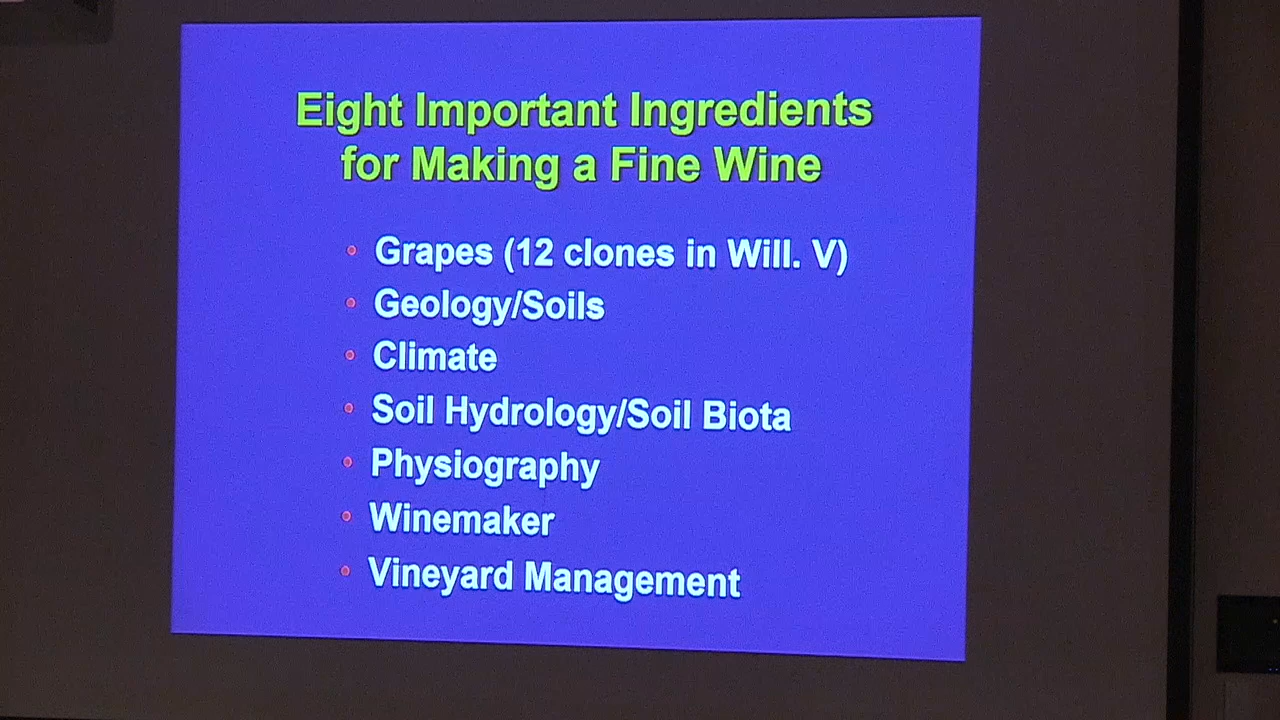 Eight Important Ingredients
for Making a Fine Wine
Grapes (12 clones in Will. V)
Geology/Soils
Climate
Soil Hydrology/Soil Biota
Physiography
Winemaker
Vineyard Management